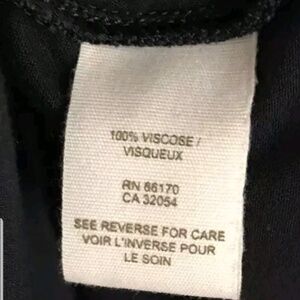 100% VISCOSE /
VISQUEUX
RN 66170
CA 32054
SEE REVERSE FOR CARE
VOIR L'INVERSE POUR
LE SOIN